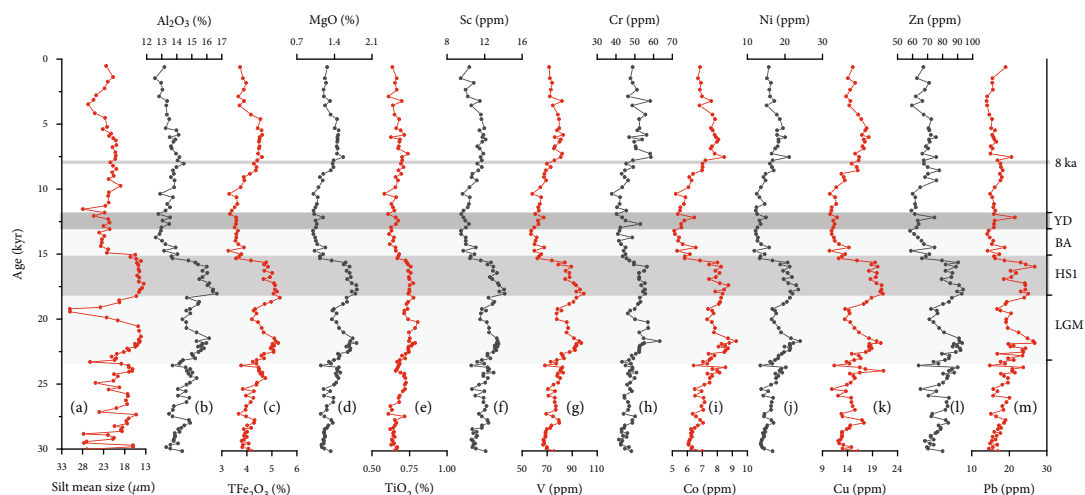 Al₂O₃ (%) MgO (%) Sc (ppm) Cr (ppm) Ni (ppm) Zn (ppm)
12 13 14 15 16 17 0.7 1.4 2.1 8 12 16 30 40 50 60 70 10 20 30 50 60 70 80 90 100
0
5
10
15
20
25
30
Age (kyr)
8 ka
YD
BA
HS1
LGM
(a) (b) (c) (d) (e) (f) (g) (h) (i) (j) (k) (l) (m)
33 28 23 18 13 3 4 5 6 0.50 0.75 1.00 50 70 90 110 5 6 7 8 9 10 9 14 19 24 10 20 30
Silt mean size (μm) TFe₂O₃ (%) TiO₂ (%) V (ppm) Co (ppm) Cu (ppm) Pb (ppm)